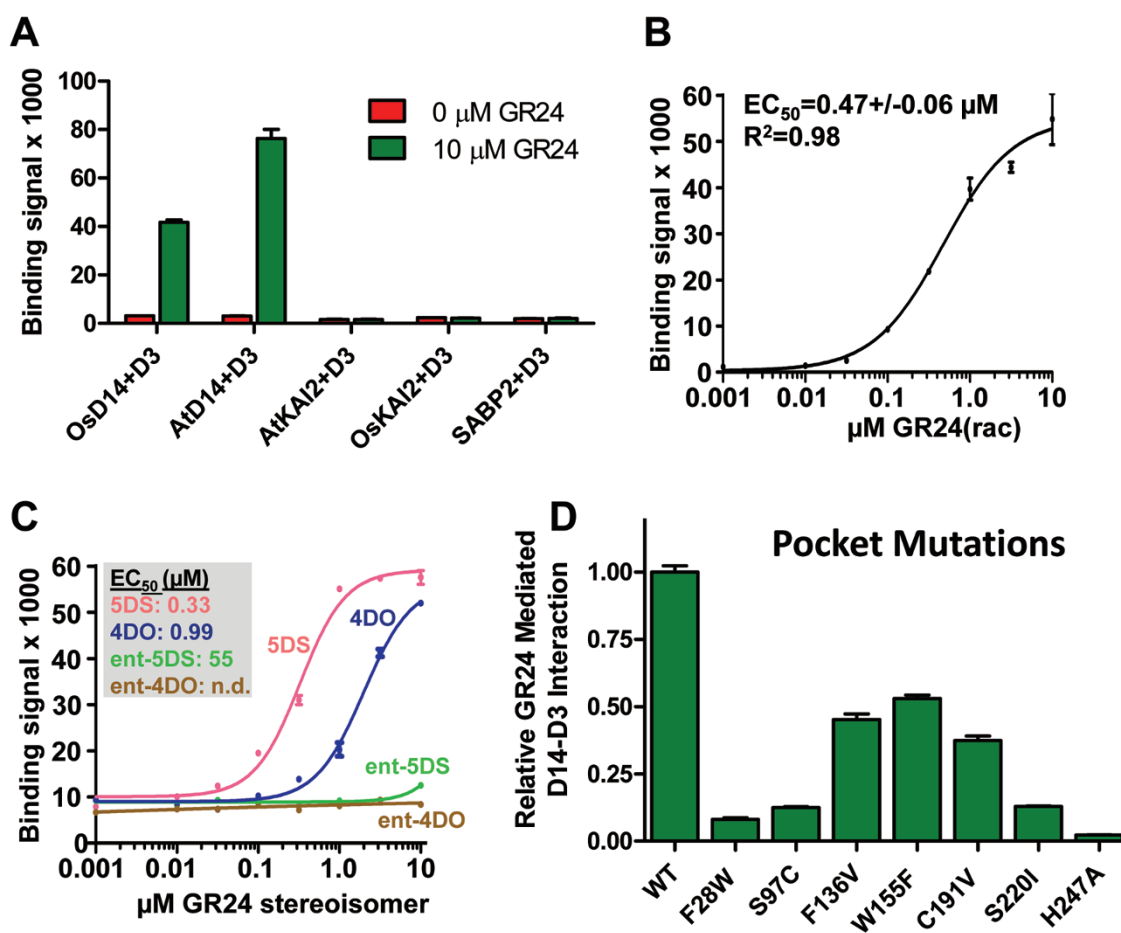 A
Binding signal x 1000
100
80
60
40
20
0
0 μM GR24
10 μM GR24
OsD14+D3
AtD14+D3
AtKAI2+D3
OsKAI2+D3
SABP2+D3
B
Binding signal x 1000
60
50
40
30
20
10
0
EC50=0.47+/-0.06 μM
R2=0.98
0.001
0.01
0.1
1.0
10
μM GR24(rac)
C
Binding signal x 1000
60
50
40
30
20
10
0
EC50 (μM)
5DS: 0.33
4DO: 0.99
ent-5DS: 55
ent-4DO: n.d.
5DS
4DO
ent-5DS
ent-4DO
0.001
0.01
0.1
1.0
10
μM GR24 stereoisomer
D
Pocket Mutations
Relative GR24 Mediated
D14-D3 Interaction
1.00
0.75
0.50
0.25
0.00
WT
F28W
S97C
F136V
W155F
C191V
S220I
H247A